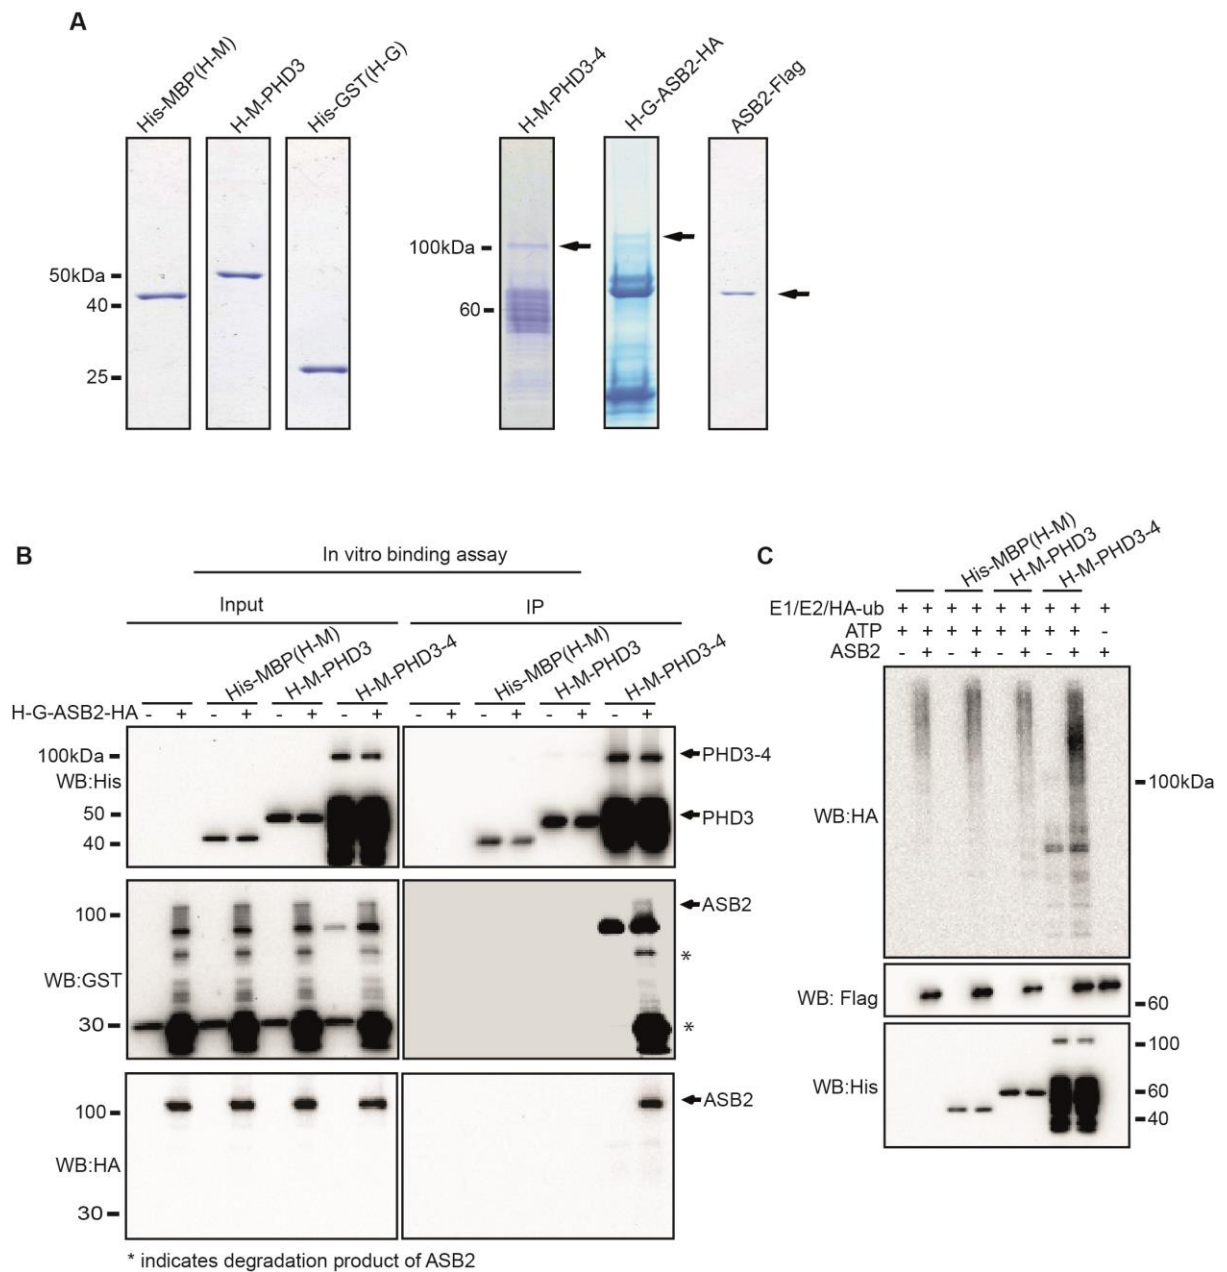 A
His-MBP(H-M)
H-M-PHD3
His-GST(H-G)
H-M-PHD3-4
H-G-ASB2-HA
ASB2-Flag
50kDa
40
25
100kDa
60
B
In vitro binding assay
Input
IP
His-MBP(H-M)
H-M-PHD3
H-M-PHD3-4
His-MBP(H-M)
H-M-PHD3
H-M-PHD3-4
H-G-ASB2-HA - + - + - + - + - + - + - + - +
100kDa
WB:His
50
40
PHD3-4
PHD3
100
WB:GST
30
ASB2
*
*
100
WB:HA
30
ASB2
* indicates degradation product of ASB2
C
His-MBP(H-M)
H-M-PHD3
H-M-PHD3-4
E1/E2/HA-ub + + + + + + + + +
ATP + + + + + + + + -
ASB2 - + - + - + - + +
100kDa
WB:HA
WB: Flag
60
100
WB:His
60
40